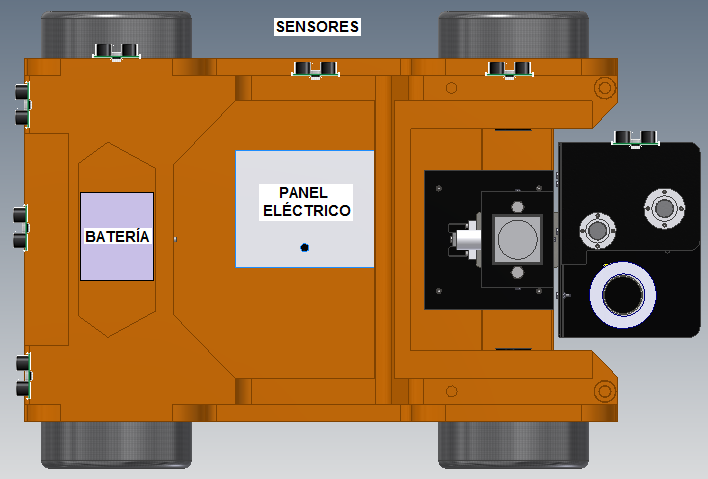 SENSORES
PANEL
ELÉCTRICO
BATERÍA